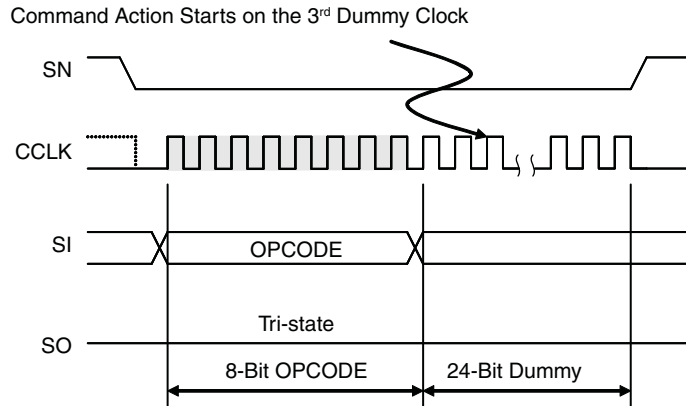 Command Action Starts on the 3rd Dummy Clock
SN
CCLK
SI
OPCODE
Tri-state
SO
8-Bit OPCODE
24-Bit Dummy